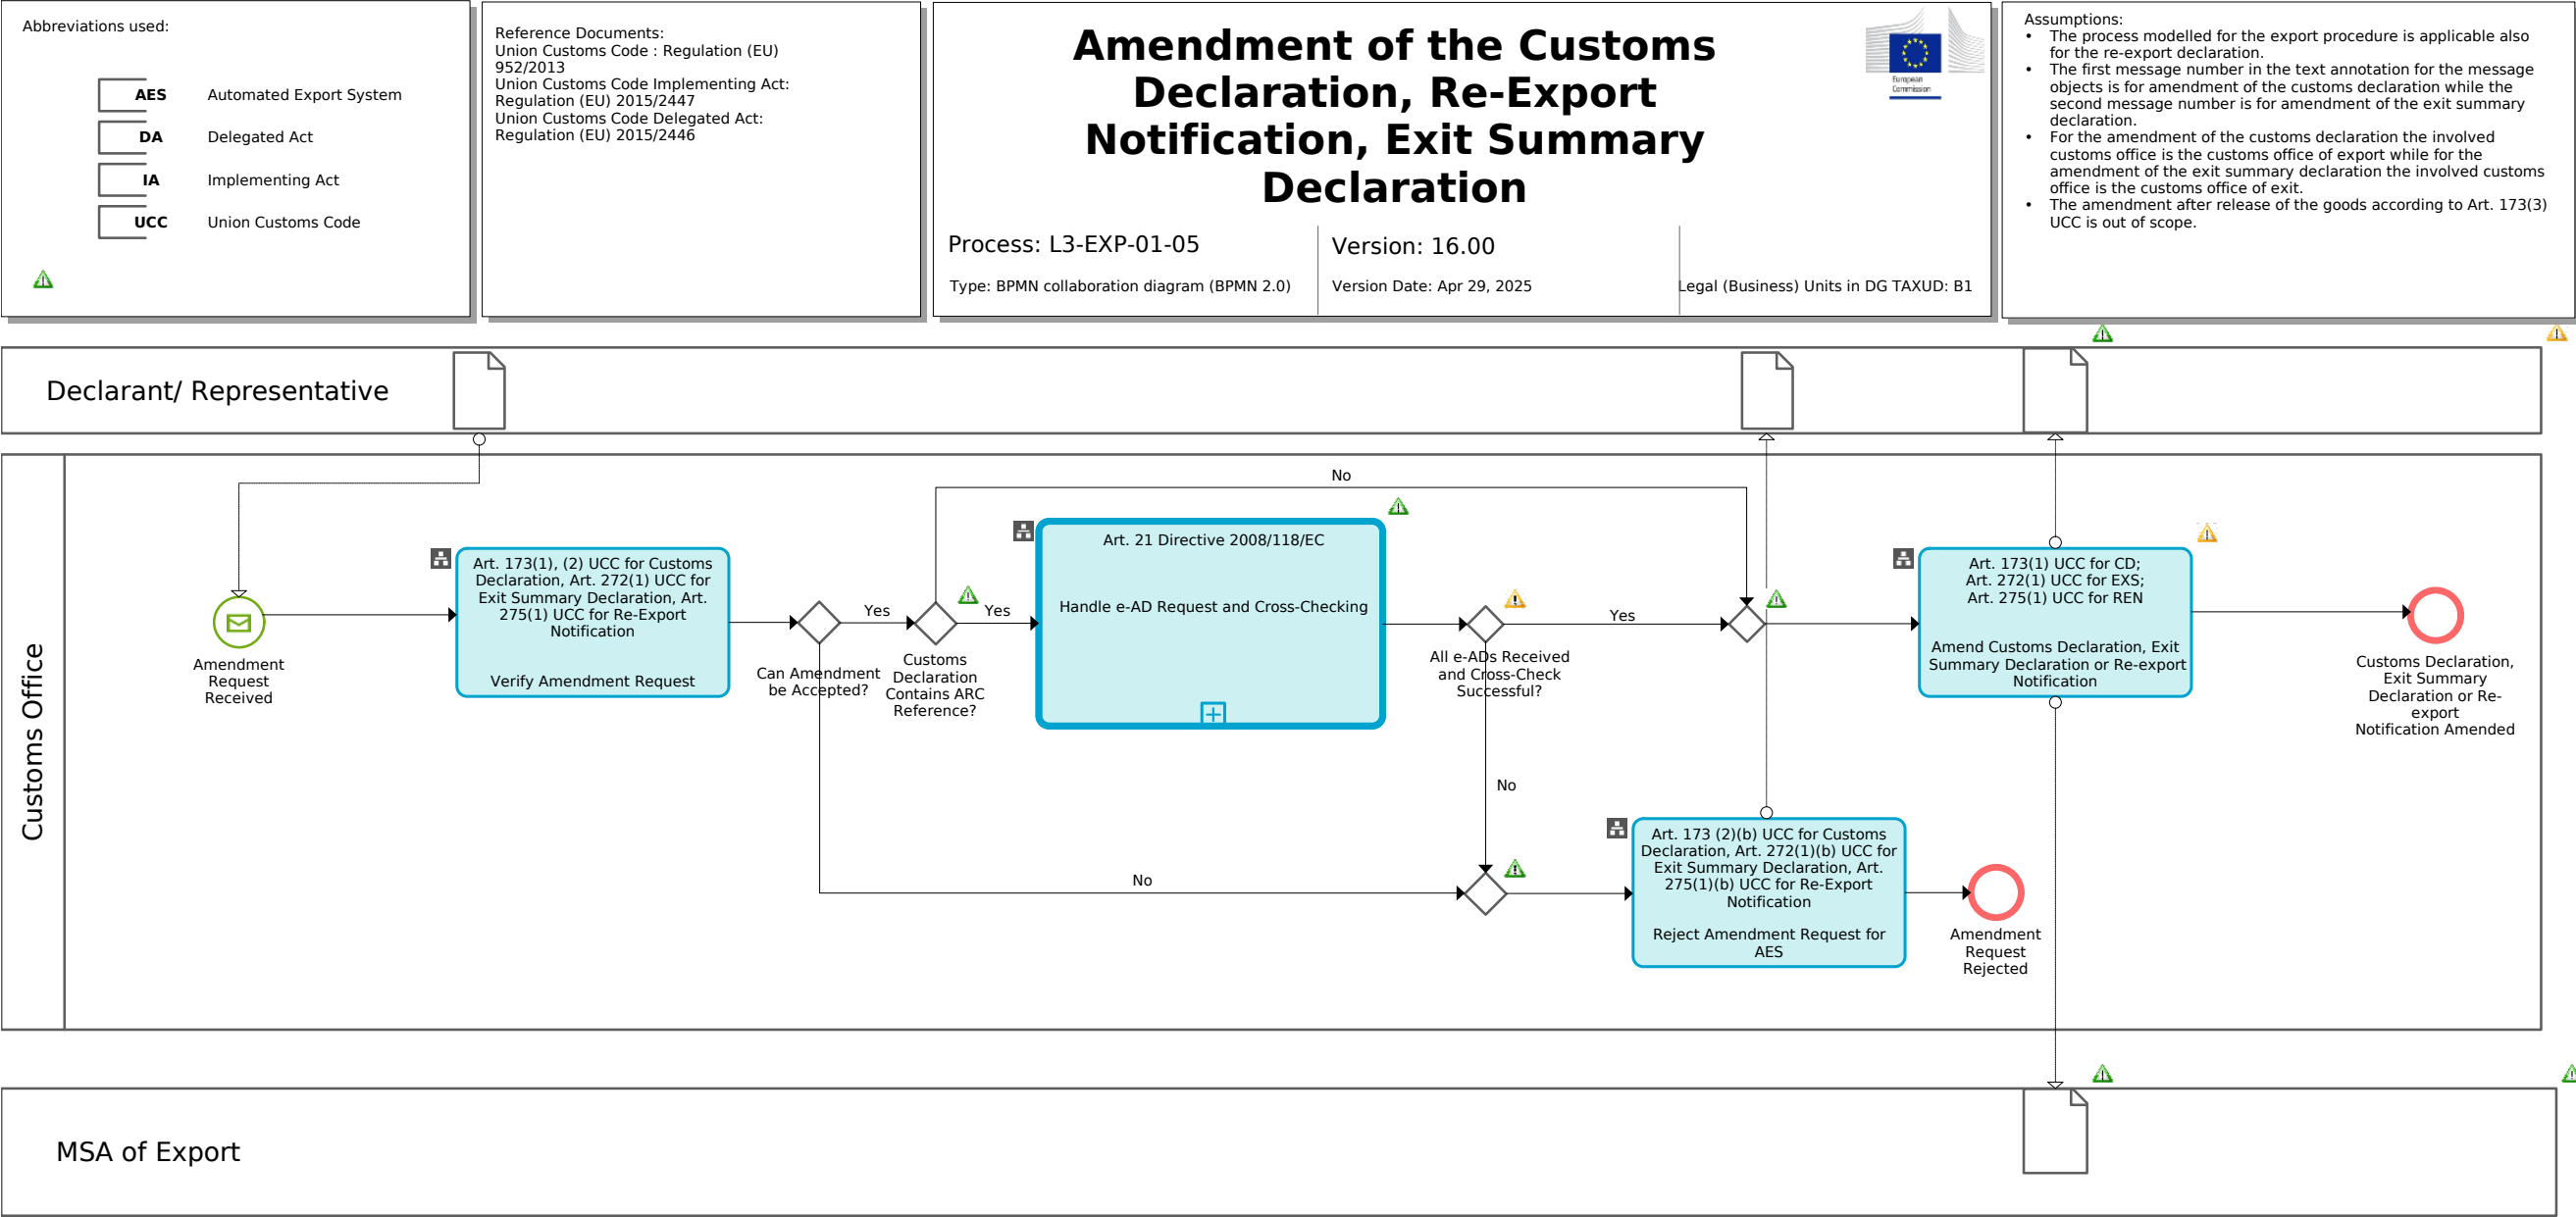 Abbreviations used:
AES Automated Export System
DA Delegated Act
IA Implementing Act
UCC Union Customs Code
Reference Documents:
Union Customs Code : Regulation (EU)
952/2013
Union Customs Code Implementing Act:
Regulation (EU) 2015/2447
Union Customs Code Delegated Act:
Regulation (EU) 2015/2446
Amendment of the Customs
Declaration, Re-Export
Notification, Exit Summary
Declaration
European
Commission
Process: L3-EXP-01-05
Version: 16.00
Type: BPMN collaboration diagram (BPMN 2.0)
Version Date: Apr 29, 2025
Legal (Business) Units in DG TAXUD: B1
Assumptions:
• The process modelled for the export procedure is applicable also
for the re-export declaration.
• The first message number in the text annotation for the message
objects is for amendment of the customs declaration while the
second message number is for amendment of the exit summary
declaration.
• For the amendment of the customs declaration the involved
customs office is the customs office of export while for the
amendment of the exit summary declaration the involved customs
office is the customs office of exit.
• The amendment after release of the goods according to Art. 173(3)
UCC is out of scope.
Declarant/ Representative
Customs Office
Amendment
Request
Received
Art. 173(1), (2) UCC for Customs
Declaration, Art. 272(1) UCC for
Exit Summary Declaration, Art.
275(1) UCC for Re-Export
Notification
Verify Amendment Request
Can Amendment
be Accepted?
Yes
No
Customs
Declaration
Contains ARC
Reference?
Yes
No
Art. 21 Directive 2008/118/EC
Handle e-AD Request and Cross-Checking
All e-ADs Received
and Cross-Check
Successful?
Yes
No
Art. 173(1) UCC for CD;
Art. 272(1) UCC for EXS;
Art. 275(1) UCC for REN
Amend Customs Declaration, Exit
Summary Declaration or Re-export
Notification
Customs Declaration,
Exit Summary
Declaration or Re-
export
Notification Amended
Art. 173 (2)(b) UCC for Customs
Declaration, Art. 272(1)(b) UCC for
Exit Summary Declaration, Art.
275(1)(b) UCC for Re-Export
Notification
Reject Amendment Request for
AES
Amendment
Request
Rejected
MSA of Export